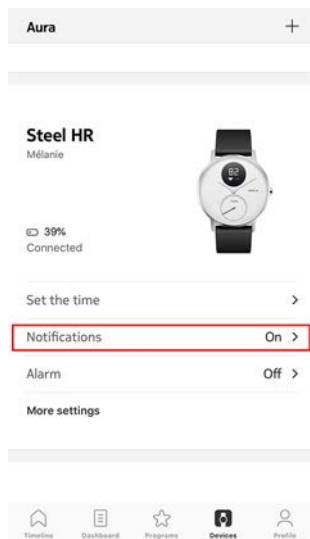 Aura
Steel HR
Mélanie
82
39%
Connected
Set the time
Notifications On
Alarm Off
More settings
Timeline Dashboard Programs Devices Profile